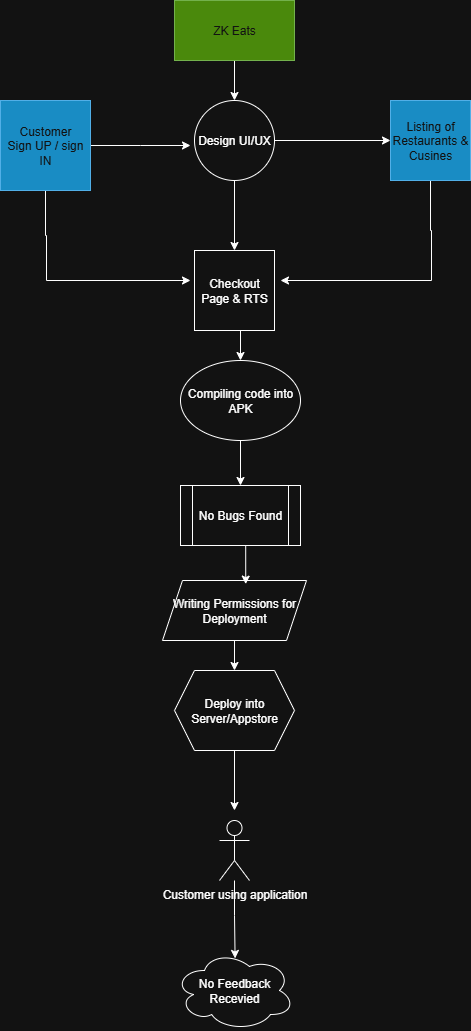 ZK Eats
Customer
Sign UP / sign
IN
Design UI/UX
Listing of
Restaurants &
Cusines
Checkout
Page & RTS
Compiling code into
APK
No Bugs Found
Writing Permissions for
Deployment
Deploy into
Server/Appstore
Customer using application
No Feedback
Recevied